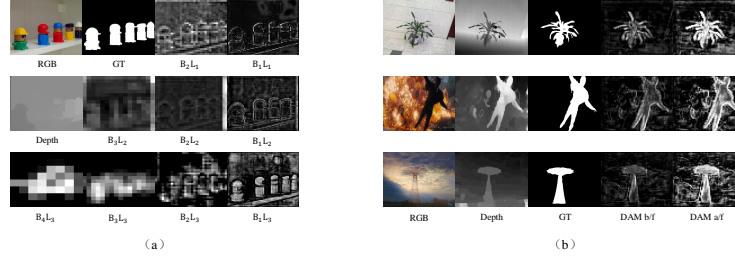 RGB GT B₂L₁ B₁L₁
Depth B₃L₂ B₂L₂ B₁L₂
B₄L₃ B₃L₃ B₂L₃ B₁L₃
(a)
RGB Depth GT DAM b/f DAM a/f
(b)